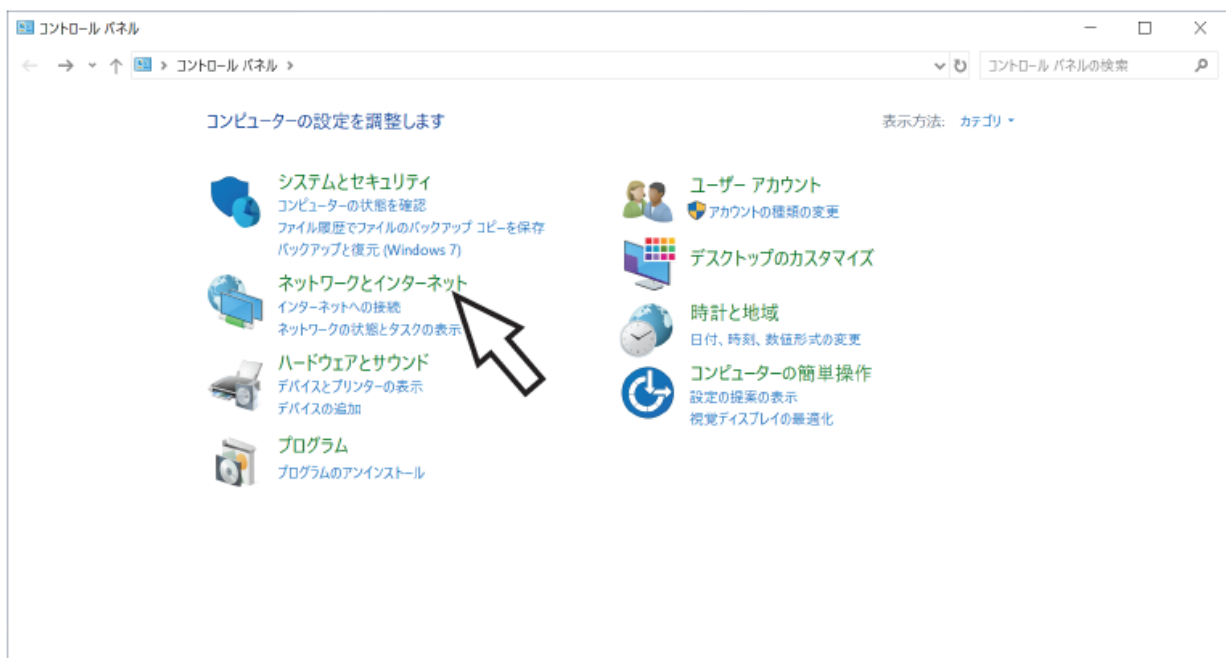 コントロール パネル
コントロール パネル
コントロール パネルの検索
コンピューターの設定を調整します
表示方法: カテゴリ
システムとセキュリティ
コンピューターの状態を確認
ファイル履歴でファイルのバックアップ コピーを保存
バックアップと復元 (Windows 7)
ネットワークとインターネット
インターネットへの接続
ネットワークの状態とタスクの表示
ハードウェアとサウンド
デバイスとプリンターの表示
デバイスの追加
プログラム
プログラムのアンインストール
ユーザー アカウント
アカウントの種類の変更
デスクトップのカスタマイズ
時計と地域
日付、時刻、数値形式の変更
コンピューターの簡単操作
設定の提案の表示
視覚ディスプレイの最適化